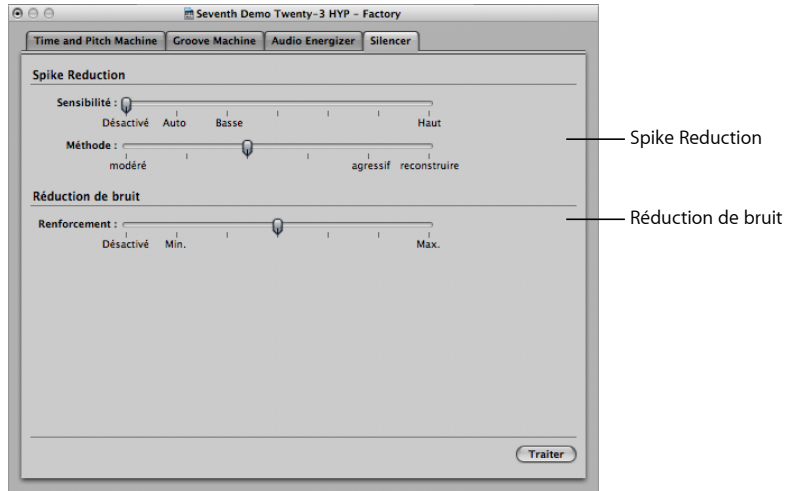 Seventh Demo Twenty-3 HYP - Factory
Time and Pitch Machine Groove Machine Audio Energizer Silencer
Spike Reduction
Sensibilité :
Désactivé Auto Basse Haut
Méthode :
modéré agressif reconstruire
Spike Reduction
Réduction de bruit
Réduction de bruit
Renforcement :
Désactivé Min. Max.
Traiter